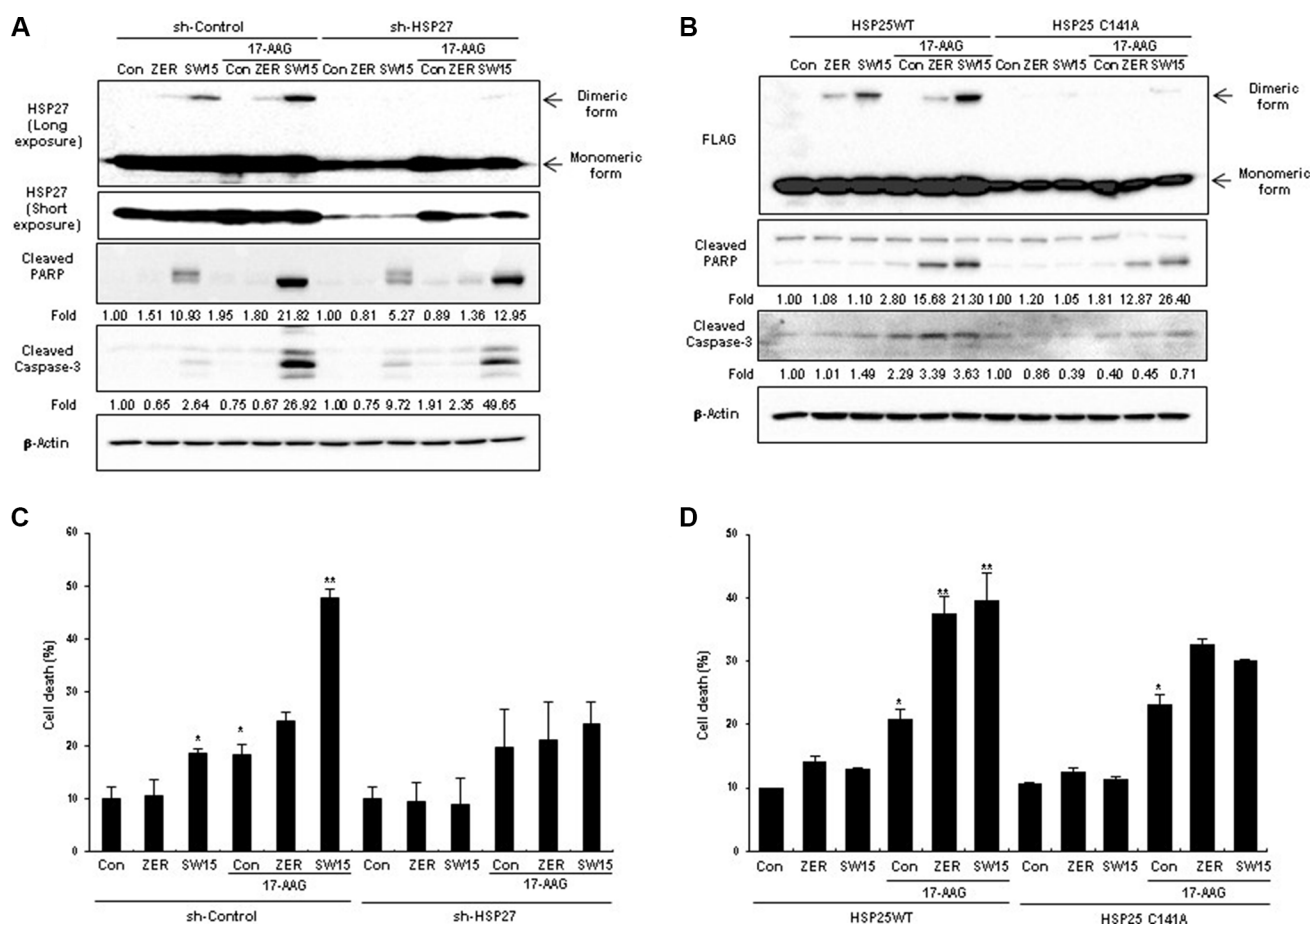 A
sh-Control sh-HSP27
17-AAG 17-AAG
Con ZER SW15 Con ZER SW15 Con ZER SW15 Con ZER SW15
HSP27
(Long
exposure)
Dimeric
form
Monomeric
form
HSP27
(Short
exposure)
Cleaved
PARP
Fold 1.00 1.51 10.93 1.95 1.80 21.82 1.00 0.81 5.27 0.89 1.36 12.95
Cleaved
Caspase-3
Fold 1.00 0.65 2.64 0.75 0.67 26.92 1.00 0.75 9.72 1.91 2.35 49.65
β-Actin
B
HSP25WT HSP25 C141A
17-AAG 17-AAG
Con ZER SW15 Con ZER SW15 Con ZER SW15 Con ZER SW15
FLAG
Dimeric
form
Monomeric
form
Cleaved
PARP
Fold 1.00 1.08 1.10 2.80 15.68 21.30 1.00 1.20 1.05 1.81 12.87 26.40
Cleaved
Caspase-3
Fold 1.00 1.01 1.49 2.29 3.39 3.63 1.00 0.86 0.39 0.40 0.45 0.71
β-Actin
C
Cell death (%)
60
50
40
30
20
10
0
* * **
Con ZER SW15 Con ZER SW15 Con ZER SW15 Con ZER SW15
17-AAG 17-AAG
sh-Control sh-HSP27
D
Cell death (%)
50
40
30
20
10
0
* ** ** *
Con ZER SW15 Con ZER SW15 Con ZER SW15 Con ZER SW15
17-AAG 17-AAG
HSP25WT HSP25 C141A